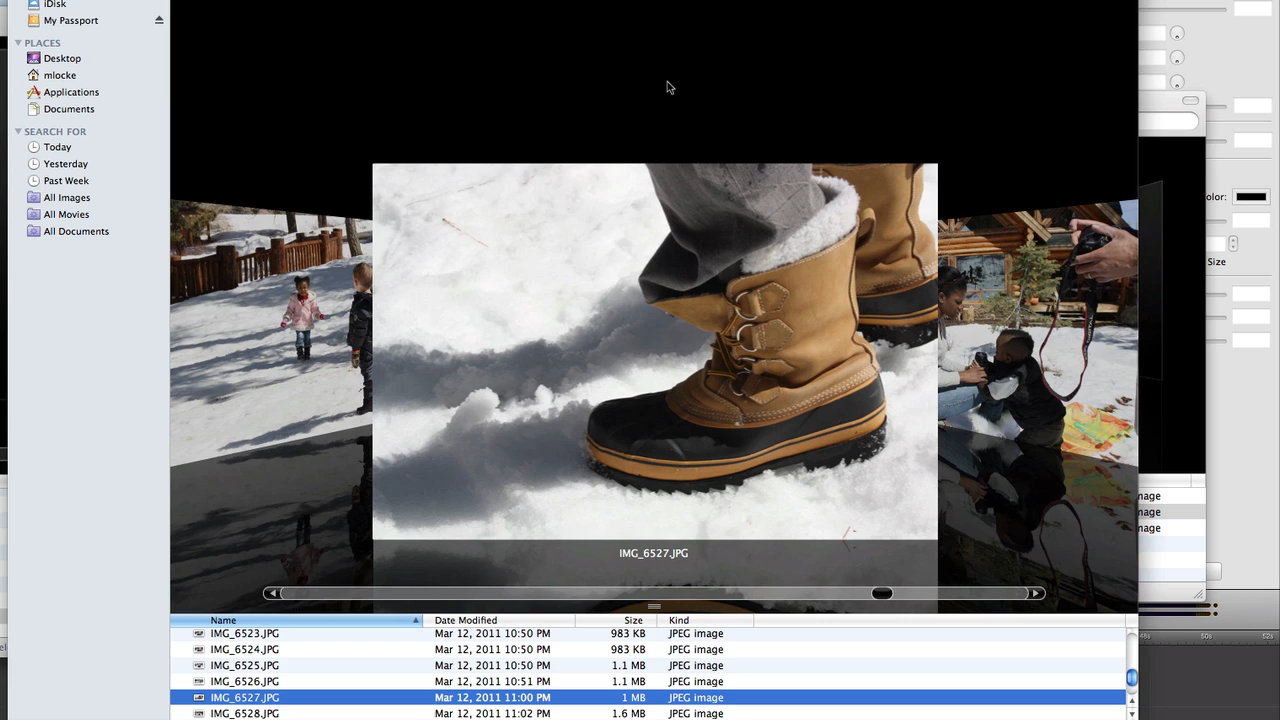 iDisk
My Passport
PLACES
Desktop
mlocke
Applications
Documents
SEARCH FOR
Today
Yesterday
Past Week
All Images
All Movies
All Documents
IMG_6527.JPG
Name Date Modified Size Kind
IMG_6523.JPG Mar 12, 2011 10:50 PM 983 KB JPEG image
IMG_6524.JPG Mar 12, 2011 10:50 PM 983 KB JPEG image
IMG_6525.JPG Mar 12, 2011 10:50 PM 1.1 MB JPEG image
IMG_6526.JPG Mar 12, 2011 10:51 PM 1.1 MB JPEG image
IMG_6527.JPG Mar 12, 2011 11:00 PM 1 MB JPEG image
IMG_6528.JPG Mar 12, 2011 11:02 PM 1.6 MB JPEG image
olor:
Size
mage
mage
mage
50s 52s